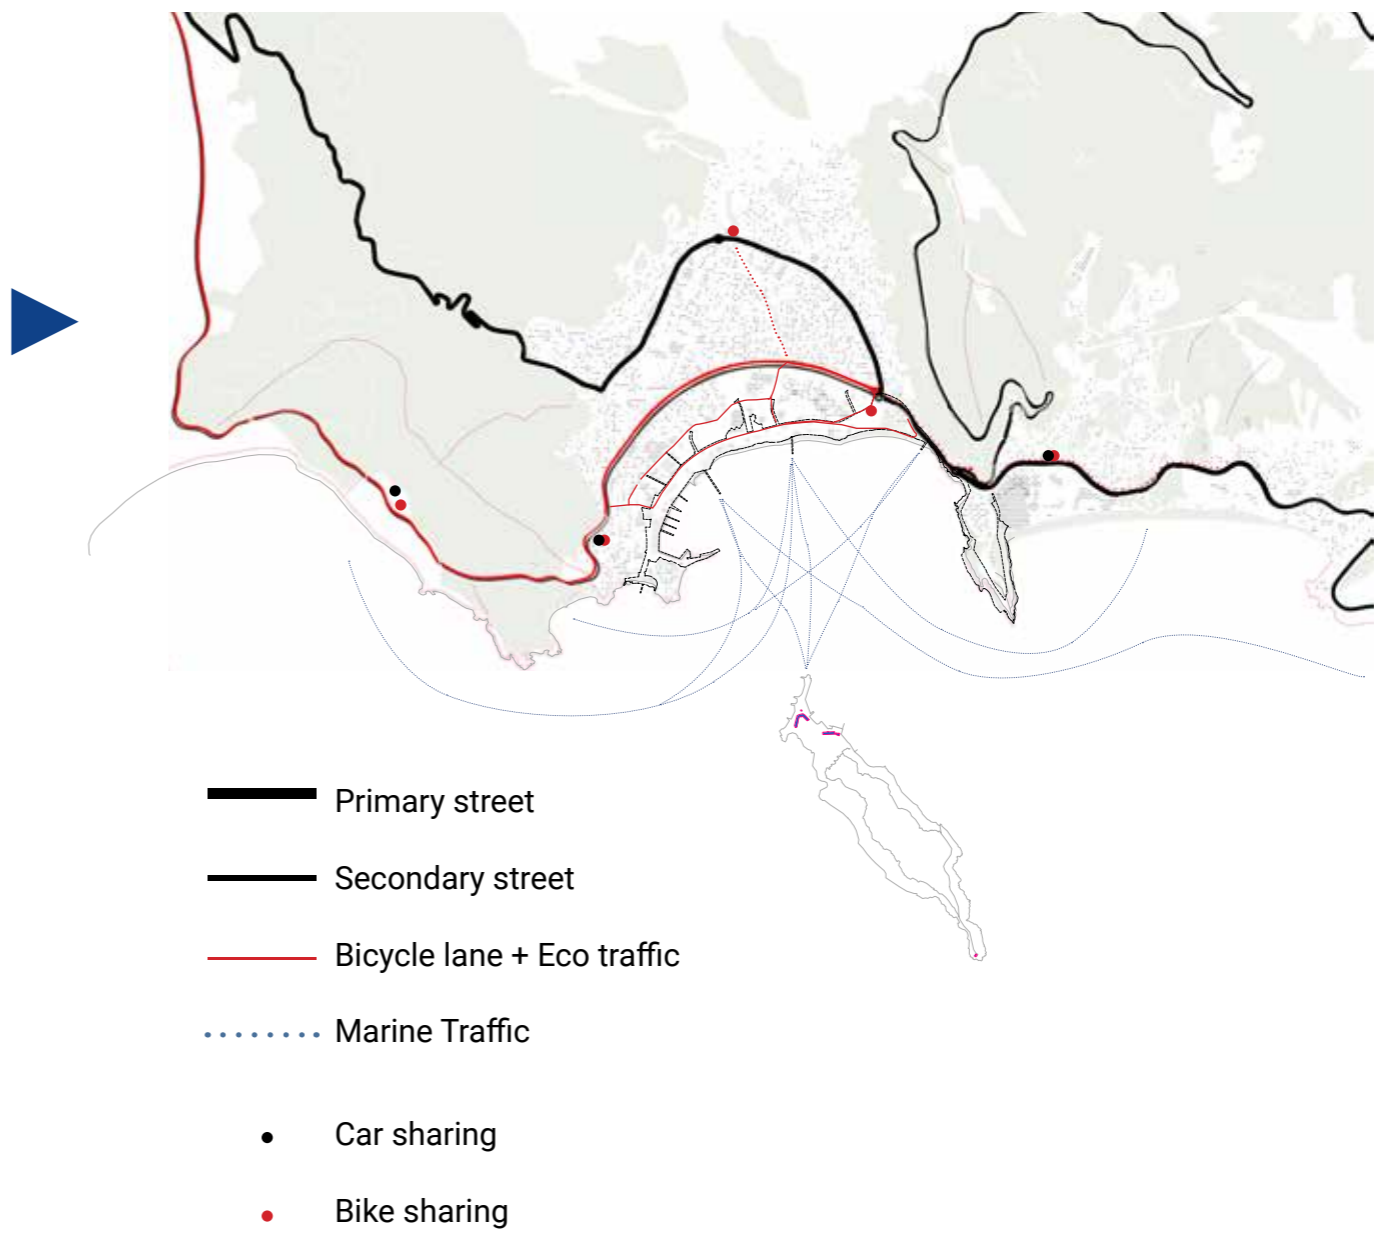 Primary street
Secondary street
Bicycle lane + Eco traffic
Marine Traffic
Car sharing
Bike sharing